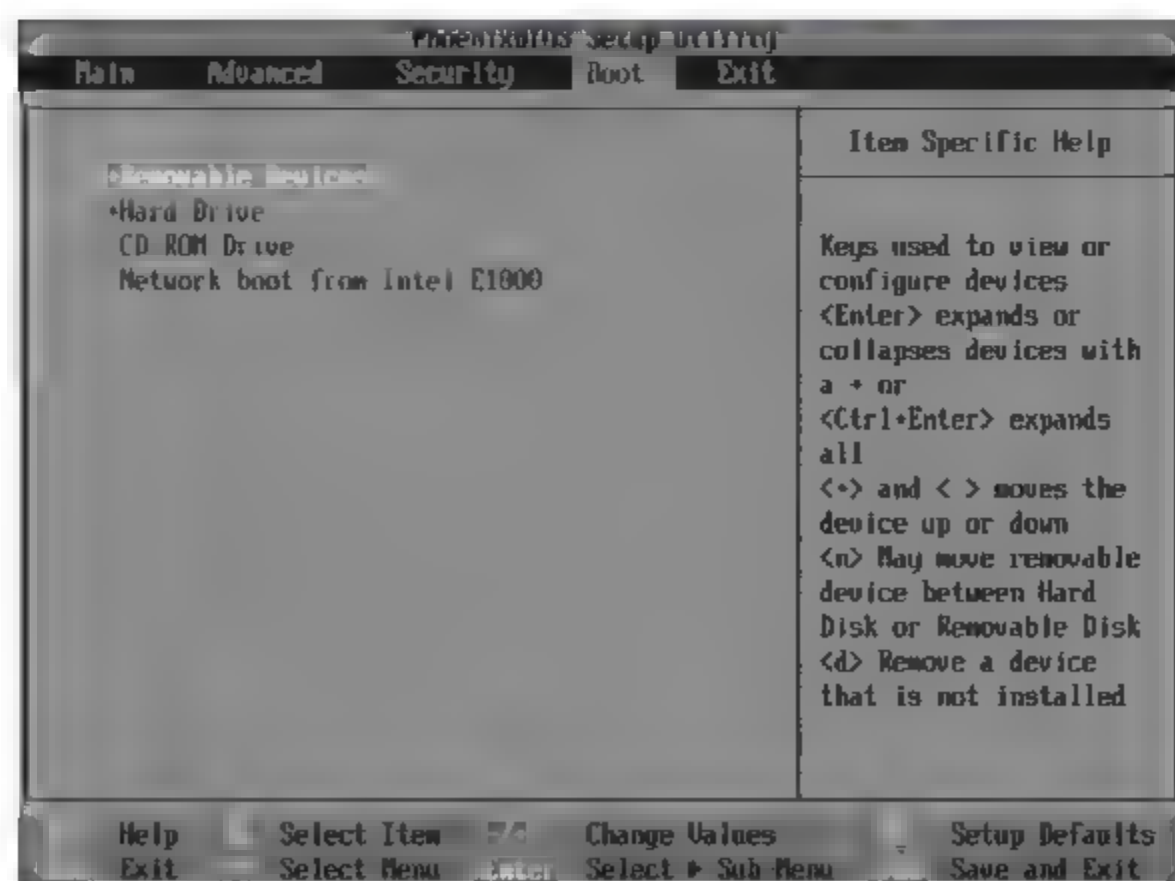 PhoenixBIOS Setup Utility
Main Advanced Security Boot Exit
+Removable Devices
+Hard Drive
CD ROM Drive
Network boot from Intel E1000
Item Specific Help
Keys used to view or
configure devices
<Enter> expands or
collapses devices with
a + or
<Ctrl+Enter> expands
all
<+> and < > moves the
device up or down
<n> May move removable
device between Hard
Disk or Removable Disk
<d> Remove a device
that is not installed
Help Select Item -/+ Change Values Setup Defaults
Exit Select Menu Enter Select ▶ Sub Menu Save and Exit